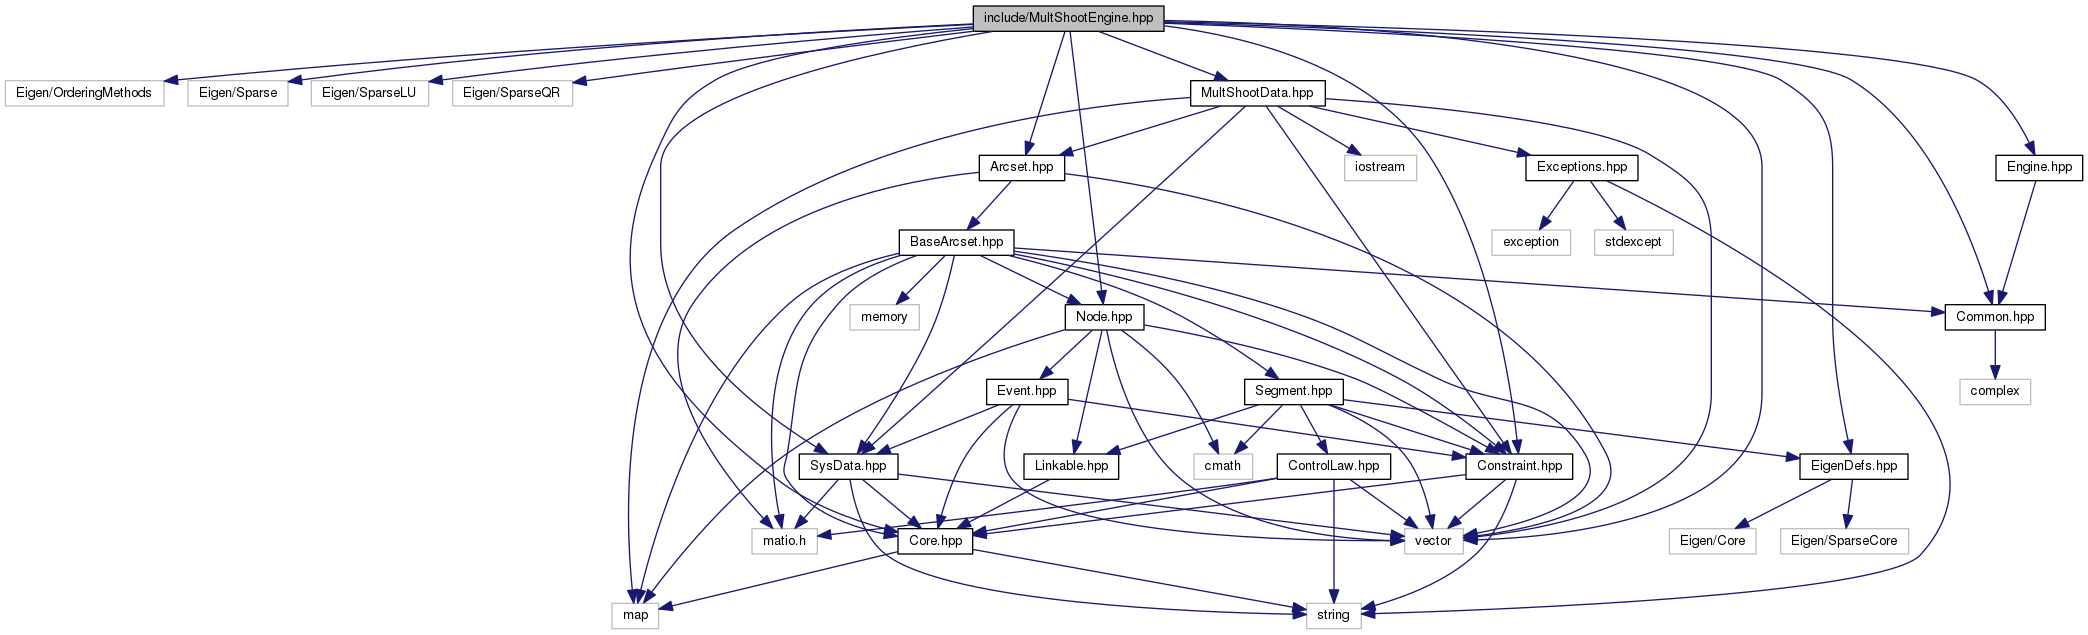 include/MultShootEngine.hpp
Eigen/OrderingMethods
Eigen/Sparse
Eigen/SparseLU
Eigen/SparseQR
MultShootData.hpp
Arcset.hpp
iostream
Exceptions.hpp
Engine.hpp
BaseArcset.hpp
exception
stdexcept
memory
Node.hpp
Common.hpp
Event.hpp
Segment.hpp
complex
SysData.hpp
Linkable.hpp
cmath
ControlLaw.hpp
Constraint.hpp
EigenDefs.hpp
matio.h
Core.hpp
vector
Eigen/Core
Eigen/SparseCore
map
string